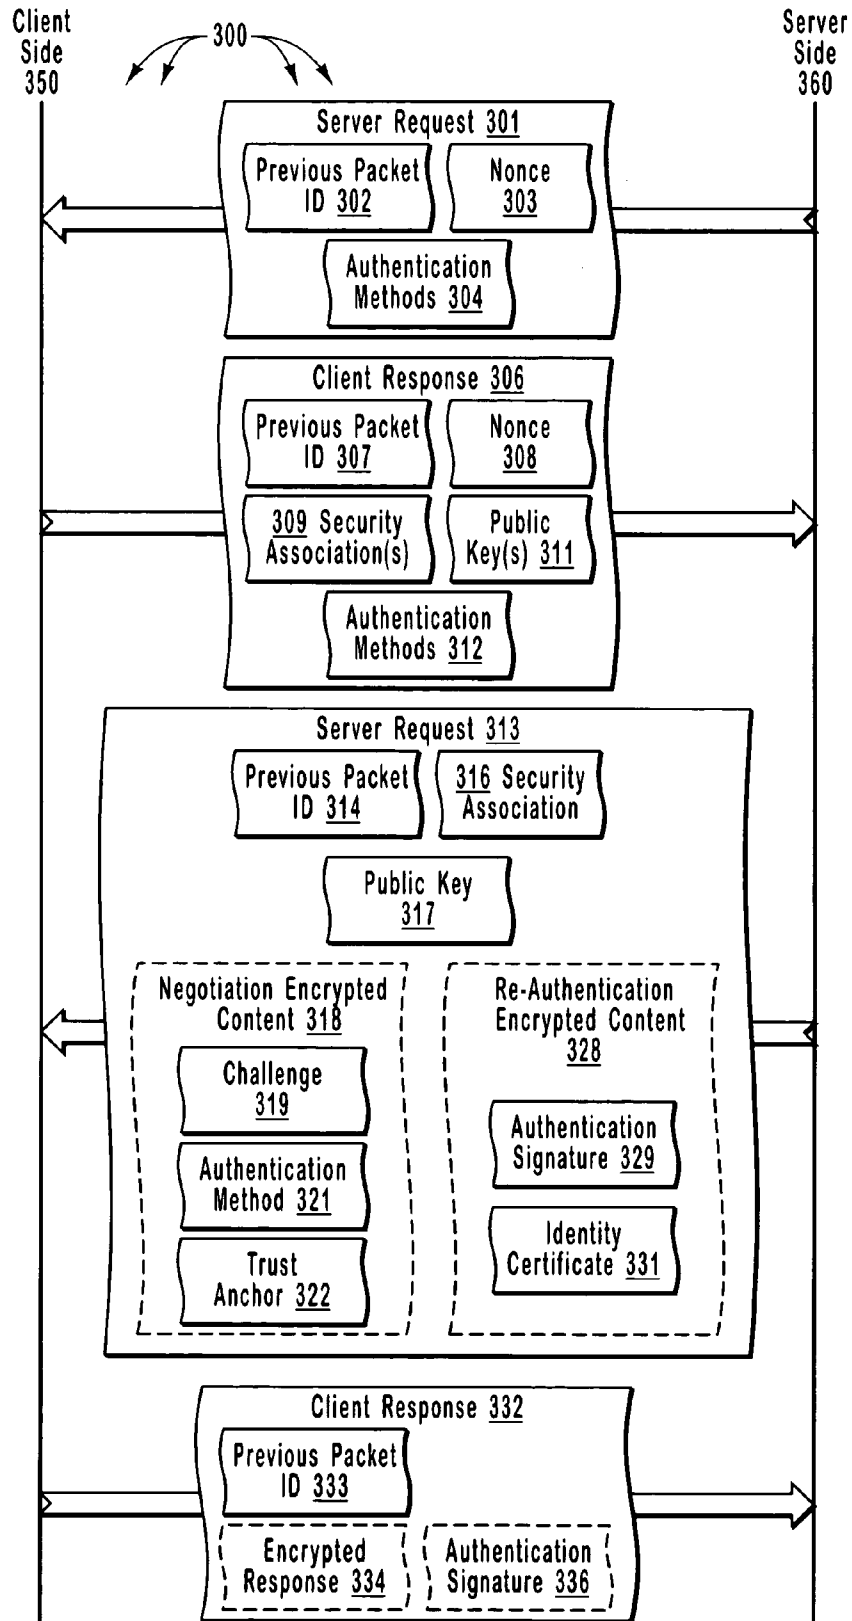 Client
Side
350
300
Server
Side
360
Server Request 301
Previous Packet
ID 302
Nonce
303
Authentication
Methods 304
Client Response 306
Previous Packet
ID 307
Nonce
308
309 Security
Association(s)
Public
Key(s) 311
Authentication
Methods 312
Server Request 313
Previous Packet
ID 314
316 Security
Association
Public Key
317
Negotiation Encrypted
Content 318
Challenge
319
Authentication
Method 321
Trust
Anchor 322
Re-Authentication
Encrypted Content
328
Authentication
Signature 329
Identity
Certificate 331
Client Response 332
Previous Packet
ID 333
Encrypted
Response 334
Authentication
Signature 336